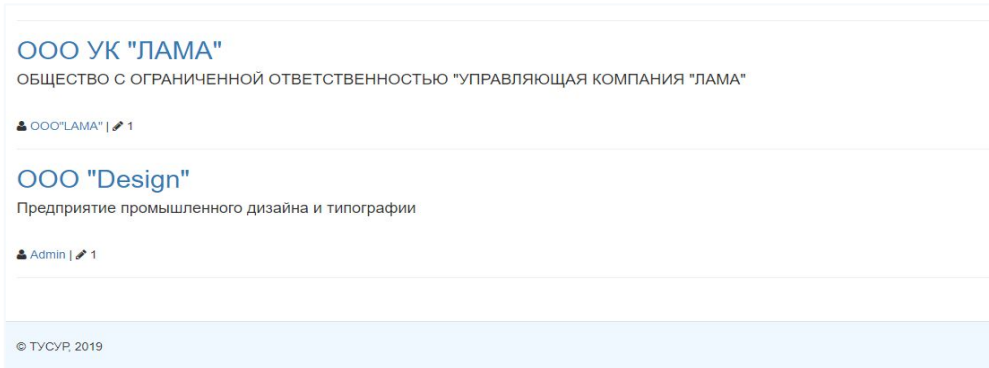 ООО УК "ЛАМА"
ОБЩЕСТВО С ОГРАНИЧЕННОЙ ОТВЕТСТВЕННОСТЬЮ "УПРАВЛЯЮЩАЯ КОМПАНИЯ "ЛАМА"
ООО"LAMA" | 1
ООО "Design"
Предприятие промышленного дизайна и типографии
Admin | 1
© ТУСУР, 2019